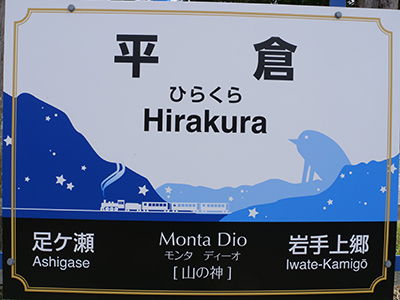 平倉
ひらくら
Hirakura
足ケ瀬
Ashigase
Monta Dio
モンタ ディーオ
[ 山の神 ]
岩手上郷
Iwate-Kamigō